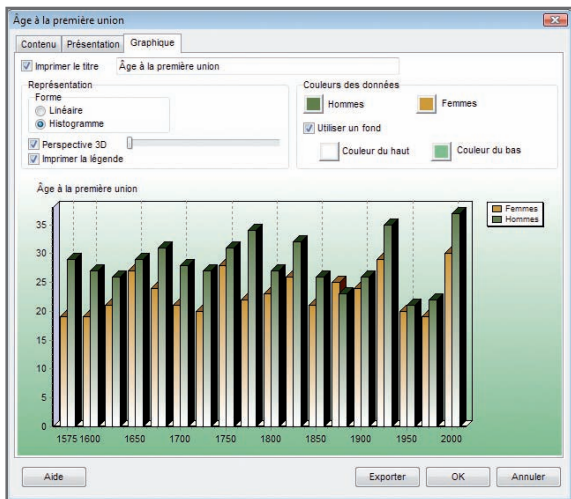 Âge à la première union
Contenu Présentation Graphique
Imprimer le titre Âge à la première union
Représentation
Forme
Linéaire
Histogramme
Perspective 3D
Imprimer la légende
Couleurs des données
Hommes Femmes
Utiliser un fond
Couleur du haut Couleur du bas
Âge à la première union
Femmes
Hommes
35
30
25
20
15
10
5
0
1575 1600 1650 1700 1750 1800 1850 1900 1950 2000
Aide Exporter OK Annuler